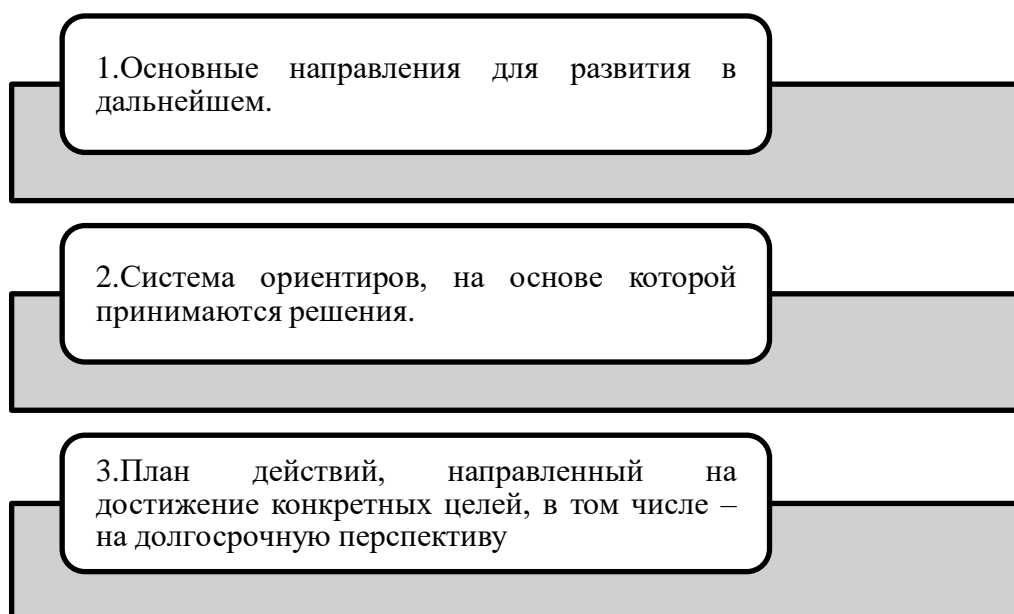 1.Основные направления для развития в
дальнейшем.
2.Система ориентиров, на основе которой
принимаются решения.
3.План действий, направленный на
достижение конкретных целей, в том числе –
на долгосрочную перспективу